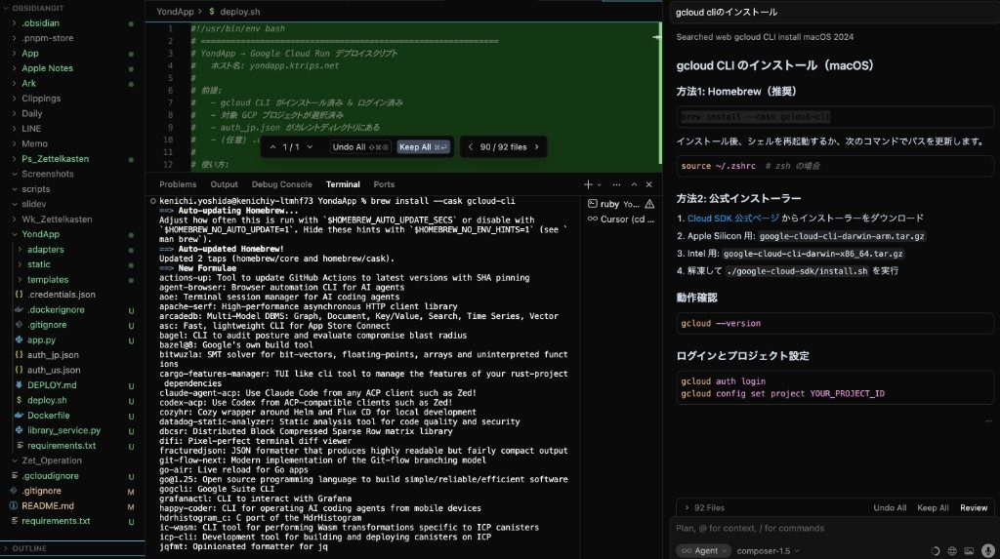 OBSIDIANGIT
.obsidian
.pnpm-store
App
Apple Notes
Ark
Clippings
Daily
LINE
Memo
Ps_Zettelkasten
Screenshots
scripts
slidev
Wk_Zettelkasten
YondApp
adapters
static
templates
.credentials.json
.dockerignore U
.gitignore U
app.py U
auth_jp.json
auth_us.json
DEPLOY.md U
deploy.sh U
Dockerfile U
library_service.py U
requirements.txt U
Zet_Operation
.gcloudignore U
.gitignore M
README.md M
requirements.txt U
OUTLINE
YondApp > $ deploy.sh
1 #!/usr/bin/env bash
2 # ============================================================
3 # YondApp → Google Cloud Run デプロイスクリプト
4 # ホスト名: yondapp.ktrips.net
5 #
6 # 前提:
7 # - gcloud CLI がインストール済み & ログイン済み
8 # - 対象 GCP プロジェクトが選択済み
9 # - auth_jp.json がカレントディレクトリにある
10 # - (任意) .c
11 #
12 # 使い方:
1 / 1
Undo All ⇧⌘⌫
Keep All ⌘⏎
90 / 92 files
Problems Output Debug Console Terminal Ports
kenichi.yoshida@kenichiy-ltmhf73 YondApp % brew install --cask gcloud-cli
==> Auto-updating Homebrew...
Adjust how often this is run with `$HOMEBREW_AUTO_UPDATE_SECS` or disable with
`$HOMEBREW_NO_AUTO_UPDATE=1`. Hide these hints with `$HOMEBREW_NO_ENV_HINTS=1` (see `
man brew`).
==> Auto-updated Homebrew!
Updated 2 taps (homebrew/core and homebrew/cask).
==> New Formulae
actions-up: Tool to update GitHub Actions to latest versions with SHA pinning
agent-browser: Browser automation CLI for AI agents
aoe: Terminal session manager for AI coding agents
apache-serf: High-performance asynchronous HTTP client library
arcadedb: Multi-Model DBMS: Graph, Document, Key/Value, Search, Time Series, Vector
asc: Fast, lightweight CLI for App Store Connect
bagel: CLI to audit posture and evaluate compromise blast radius
bazel@8: Google's own build tool
bitwuzla: SMT solver for bit-vectors, floating-points, arrays and uninterpreted funct
ions
cargo-features-manager: TUI like cli tool to manage the features of your rust-project
dependencies
claude-agent-acp: Use Claude Code from any ACP client such as Zed!
codex-acp: Use Codex from ACP-compatible clients such as Zed!
cozyhr: Cozy wrapper around Helm and Flux CD for local development
datadog-static-analyzer: Static analysis tool for code quality and security
dbcsr: Distributed Block Compressed Sparse Row matrix library
difi: Pixel-perfect terminal diff viewer
fracturedjson: JSON formatter that produces highly readable but fairly compact output
git-flow-next: Modern implementation of the Git-flow branching model
go-air: Live reload for Go apps
go@1.25: Open source programming language to build simple/reliable/efficient software
gogcli: Google Suite CLI
grafanactl: CLI to interact with Grafana
happy-coder: CLI for operating AI coding agents from mobile devices
hdrhistogram_c: C port of the HdrHistogram
ic-wasm: CLI tool for performing Wasm transformations specific to ICP canisters
icp-cli: Development tool for building and deploying canisters on ICP
jqfmt: Opinionated formatter for jq
ruby Yo...
Cursor (cd ...
gcloud cliのインストール
Searched web gcloud CLI install macOS 2024
gcloud CLI のインストール（macOS）
方法1: Homebrew（推奨）
brew install --cask gcloud-cli
インストール後、シェルを再起動するか、次のコマンドでパスを更新します。
source ~/.zshrc # zsh の場合
方法2: 公式インストーラー
1. Cloud SDK 公式ページ からインストーラーをダウンロード
2. Apple Silicon 用: google-cloud-cli-darwin-arm.tar.gz
3. Intel 用: google-cloud-cli-darwin-x86_64.tar.gz
4. 解凍して ./google-cloud-sdk/install.sh を実行
動作確認
gcloud --version
ログインとプロジェクト設定
gcloud auth login
gcloud config set project YOUR_PROJECT_ID
92 Files
Undo All Keep All Review
Plan, @ for context, / for commands
Agent
composer-1.5